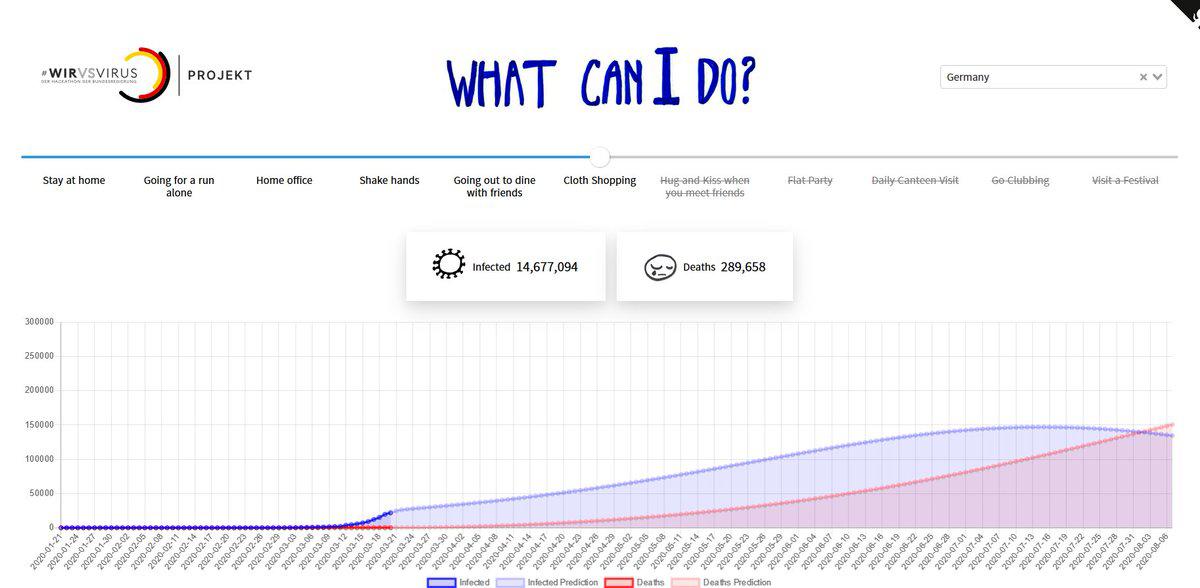 #WIRVSVIRUS
DER HACKATHON DER BUNDESREGIERUNG
PROJEKT
WHAT CAN I DO?
Germany
Stay at home
Going for a run
alone
Home office
Shake hands
Going out to dine
with friends
Cloth Shopping
Hug and Kiss when
you meet friends
Flat Party
Daily Canteen Visit
Go Clubbing
Visit a Festival
Infected 14,677,094
Deaths 289,658
300000
250000
200000
150000
100000
50000
0
2020-01-21
2020-01-24
2020-01-27
2020-01-30
2020-02-02
2020-02-05
2020-02-08
2020-02-11
2020-02-14
2020-02-17
2020-02-20
2020-02-23
2020-02-26
2020-02-29
2020-03-03
2020-03-06
2020-03-09
2020-03-12
2020-03-15
2020-03-18
2020-03-21
2020-03-24
2020-03-27
2020-03-30
2020-04-02
2020-04-05
2020-04-08
2020-04-11
2020-04-14
2020-04-17
2020-04-20
2020-04-23
2020-04-26
2020-04-29
2020-05-02
2020-05-05
2020-05-08
2020-05-11
2020-05-14
2020-05-17
2020-05-20
2020-05-23
2020-05-26
2020-05-29
2020-06-01
2020-06-04
2020-06-07
2020-06-10
2020-06-13
2020-06-16
2020-06-19
2020-06-22
2020-06-25
2020-06-28
2020-07-01
2020-07-04
2020-07-07
2020-07-10
2020-07-13
2020-07-16
2020-07-19
2020-07-22
2020-07-25
2020-07-28
2020-07-31
2020-08-03
2020-08-06
Infected
Infected Prediction
Deaths
Deaths Prediction